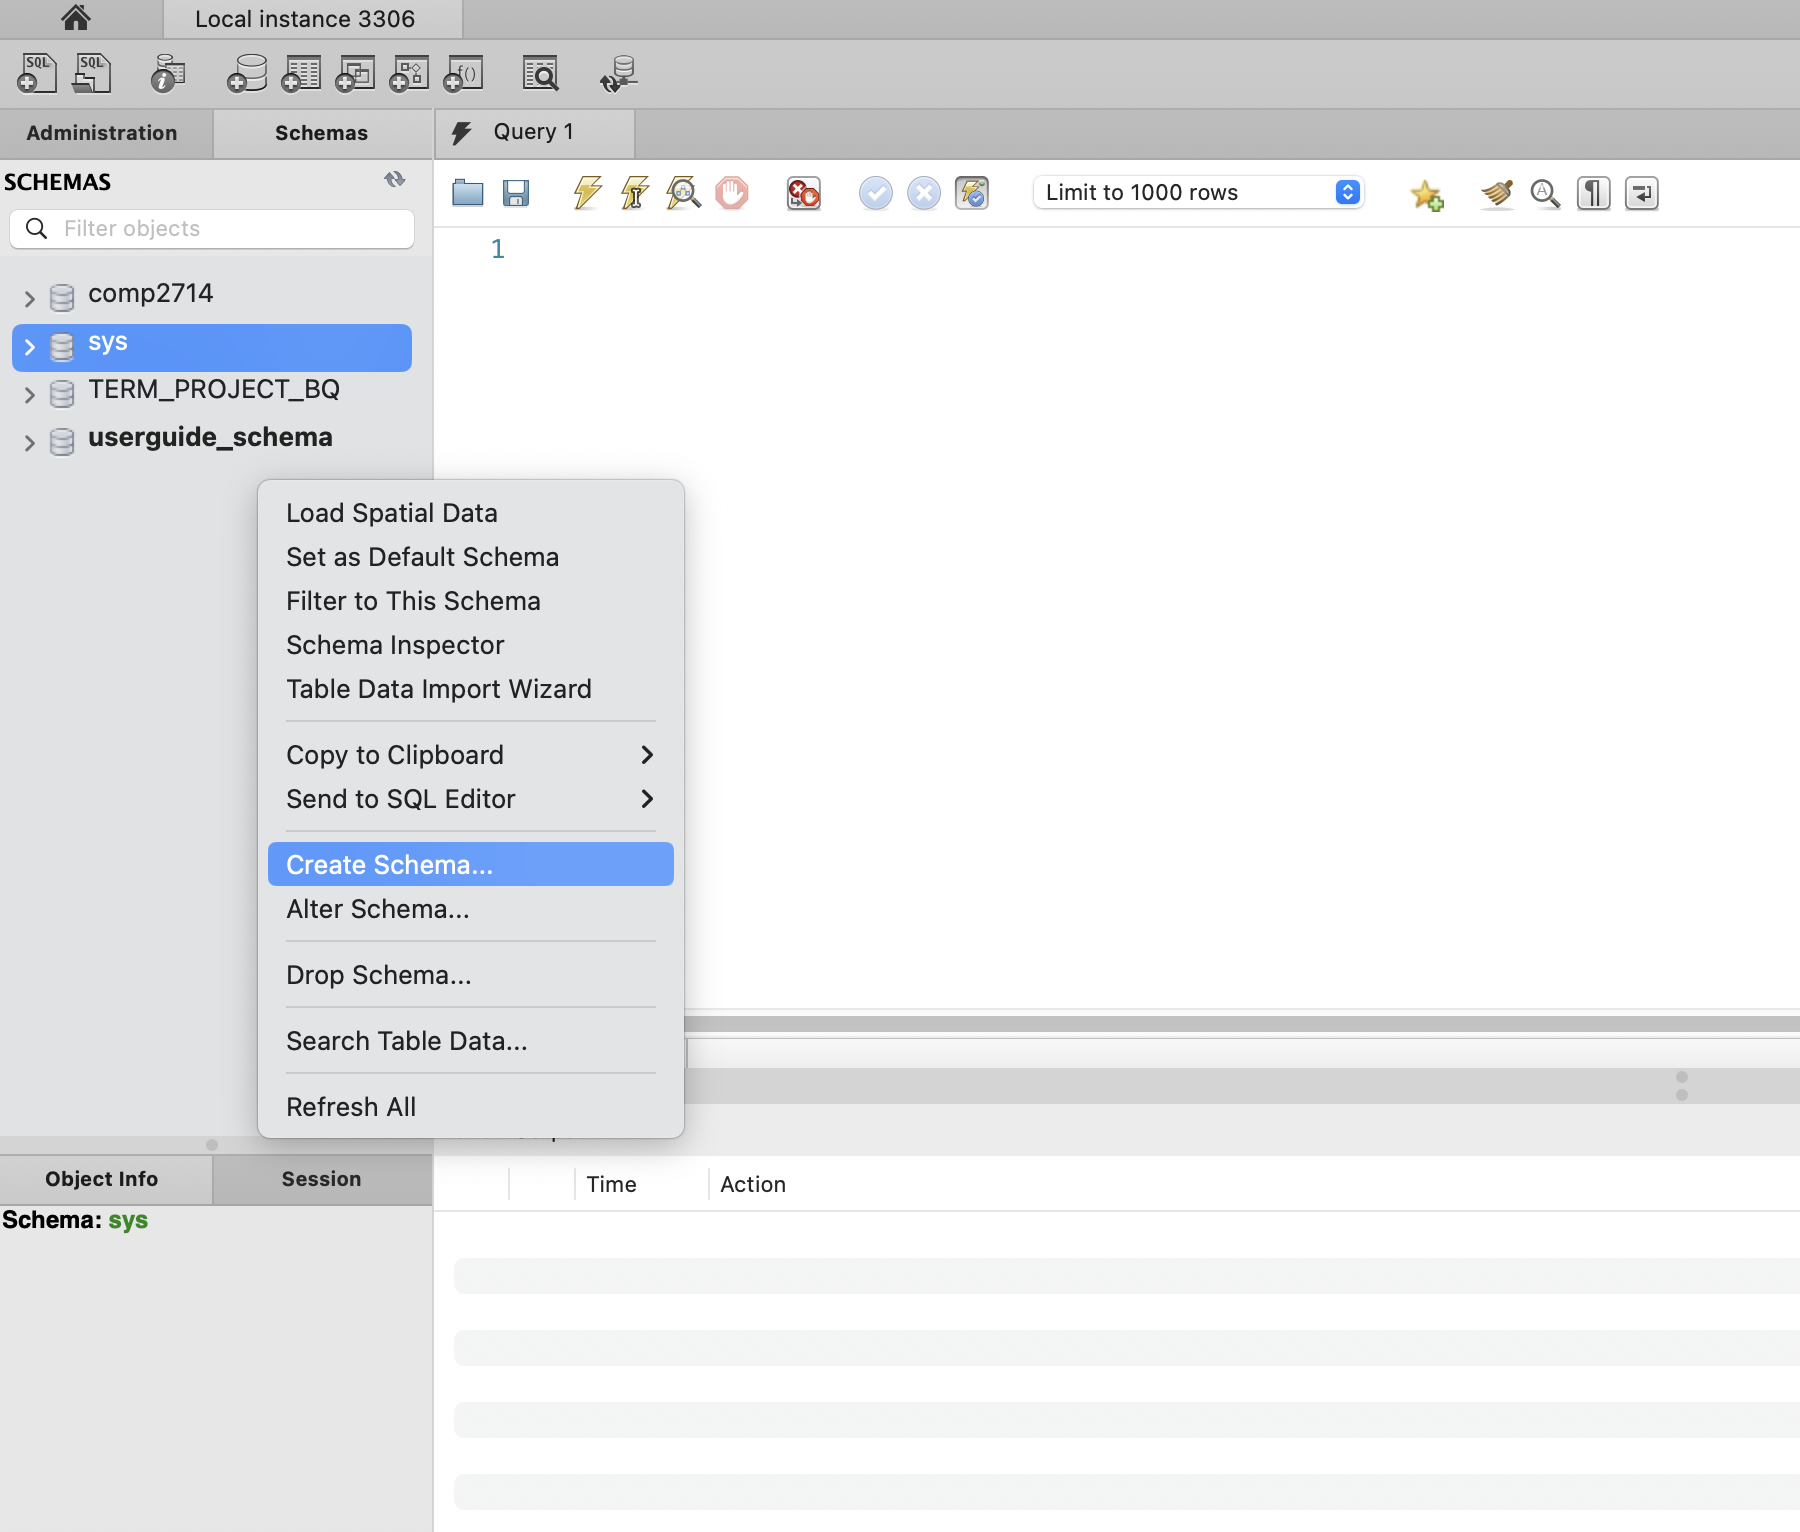 Local instance 3306
SQL
SQL
i
f()
Administration
Schemas
Query 1
SCHEMAS
Filter objects
Limit to 1000 rows
A
1
comp2714
sys
TERM_PROJECT_BQ
userguide_schema
Load Spatial Data
Set as Default Schema
Filter to This Schema
Schema Inspector
Table Data Import Wizard
Copy to Clipboard
Send to SQL Editor
Create Schema...
Alter Schema...
Drop Schema...
Search Table Data...
Refresh All
Object Info
Session
Time
Action
Schema: sys